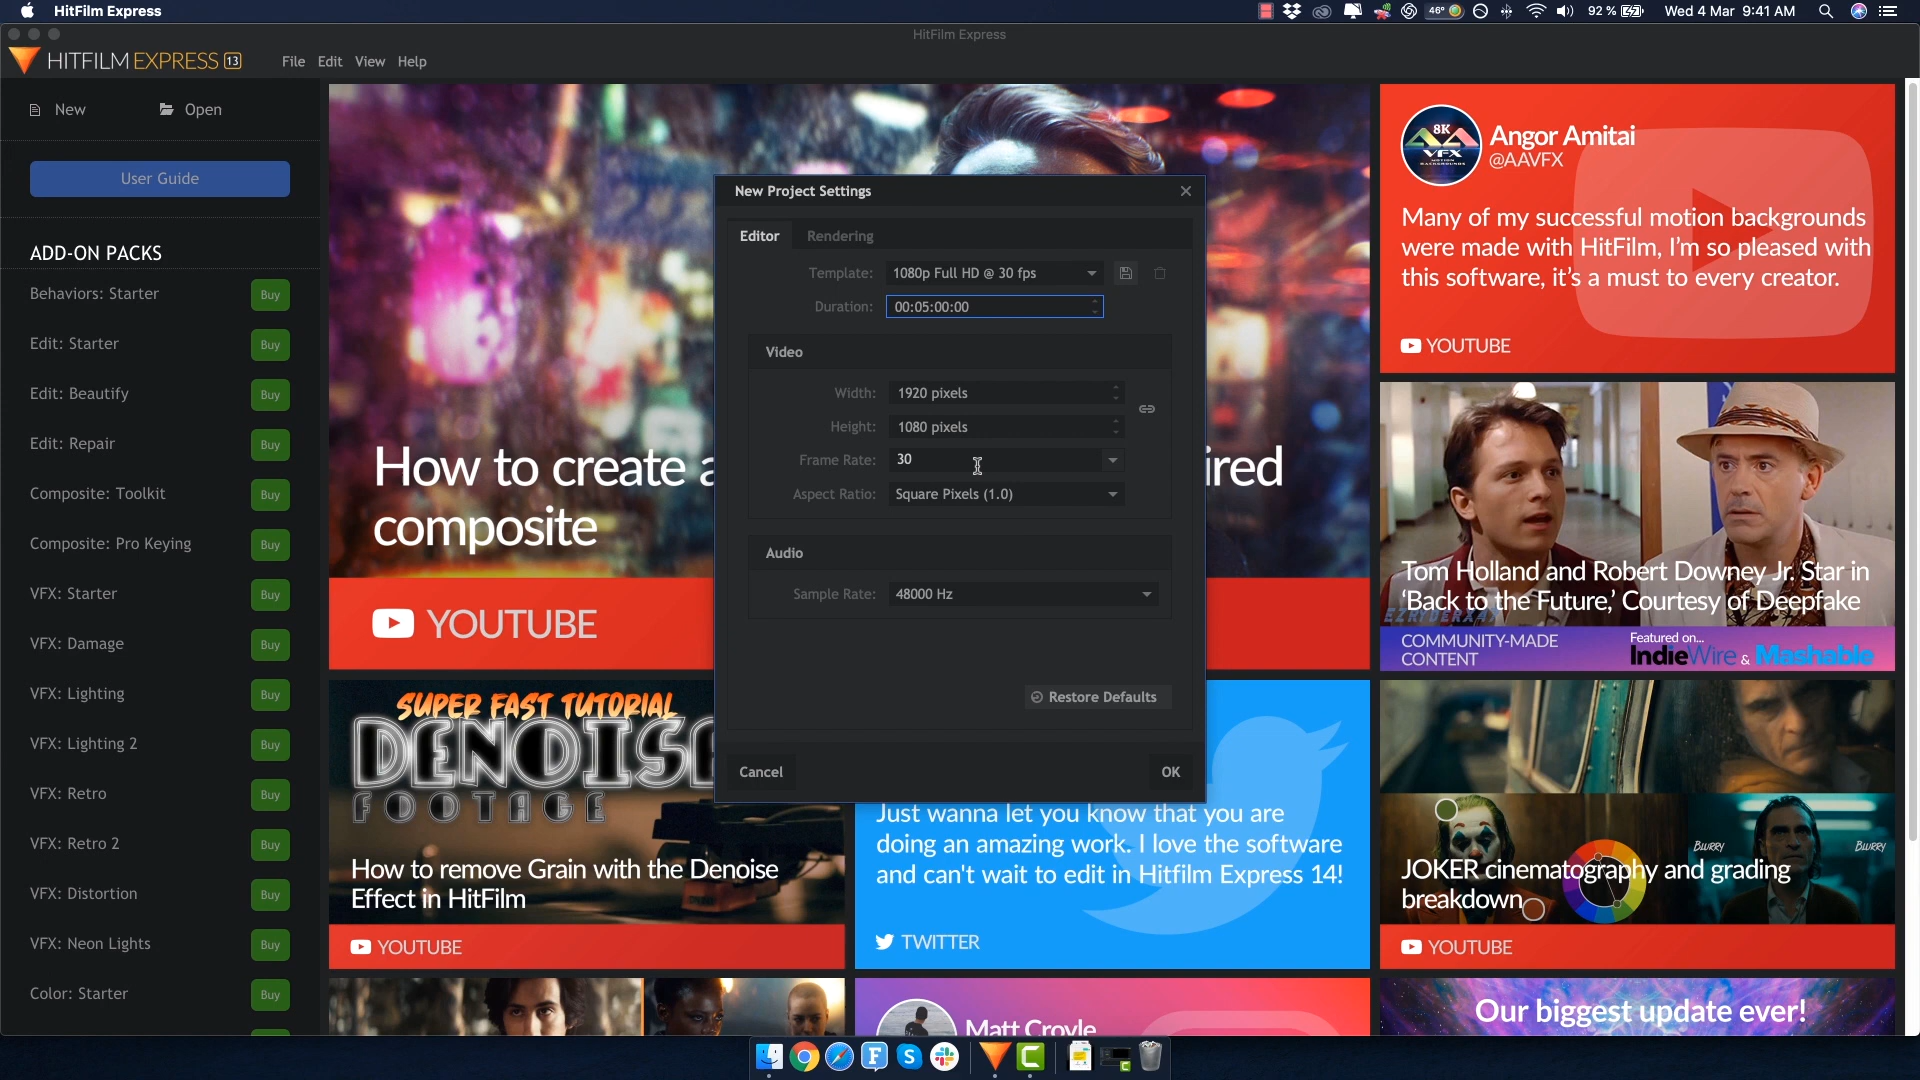 HitFilm Express
46°
92 %
Wed 4 Mar 9:41 AM
HitFilm Express
HITFILM EXPRESS 13
File Edit View Help
New
Open
User Guide
ADD-ON PACKS
Behaviors: Starter
Buy
Edit: Starter
Buy
Edit: Beautify
Buy
Edit: Repair
Buy
Composite: Toolkit
Buy
Composite: Pro Keying
Buy
VFX: Starter
Buy
VFX: Damage
Buy
VFX: Lighting
Buy
VFX: Lighting 2
Buy
VFX: Retro
Buy
VFX: Retro 2
Buy
VFX: Distortion
Buy
VFX: Neon Lights
Buy
Color: Starter
Buy
How to create a
ired
composite
YOUTUBE
New Project Settings
Editor
Rendering
Template: 1080p Full HD @ 30 fps
Duration: 00:05:00:00
Video
Width: 1920 pixels
Height: 1080 pixels
Frame Rate: 30
Aspect Ratio: Square Pixels (1.0)
Audio
Sample Rate: 48000 Hz
Restore Defaults
Cancel
OK
8K
VFX
Angor Amitai
@AAVFX
Many of my successful motion backgrounds
were made with HitFilm, I'm so pleased with
this software, it's a must to every creator.
YOUTUBE
EZRYDERX47
Tom Holland and Robert Downey Jr. Star in
‘Back to the Future,’ Courtesy of Deepfake
COMMUNITY-MADE
CONTENT
Featured on...
IndieWire & Mashable
SUPER FAST TUTORIAL
DENOISE
FOOTAGE
How to remove Grain with the Denoise
Effect in HitFilm
YOUTUBE
Just wanna let you know that you are
doing an amazing work. I love the software
and can't wait to edit in Hitfilm Express 14!
TWITTER
BLURRY
BLURRY
JOKER cinematography and grading
breakdown
YOUTUBE
Matt Croyle
Our biggest update ever!